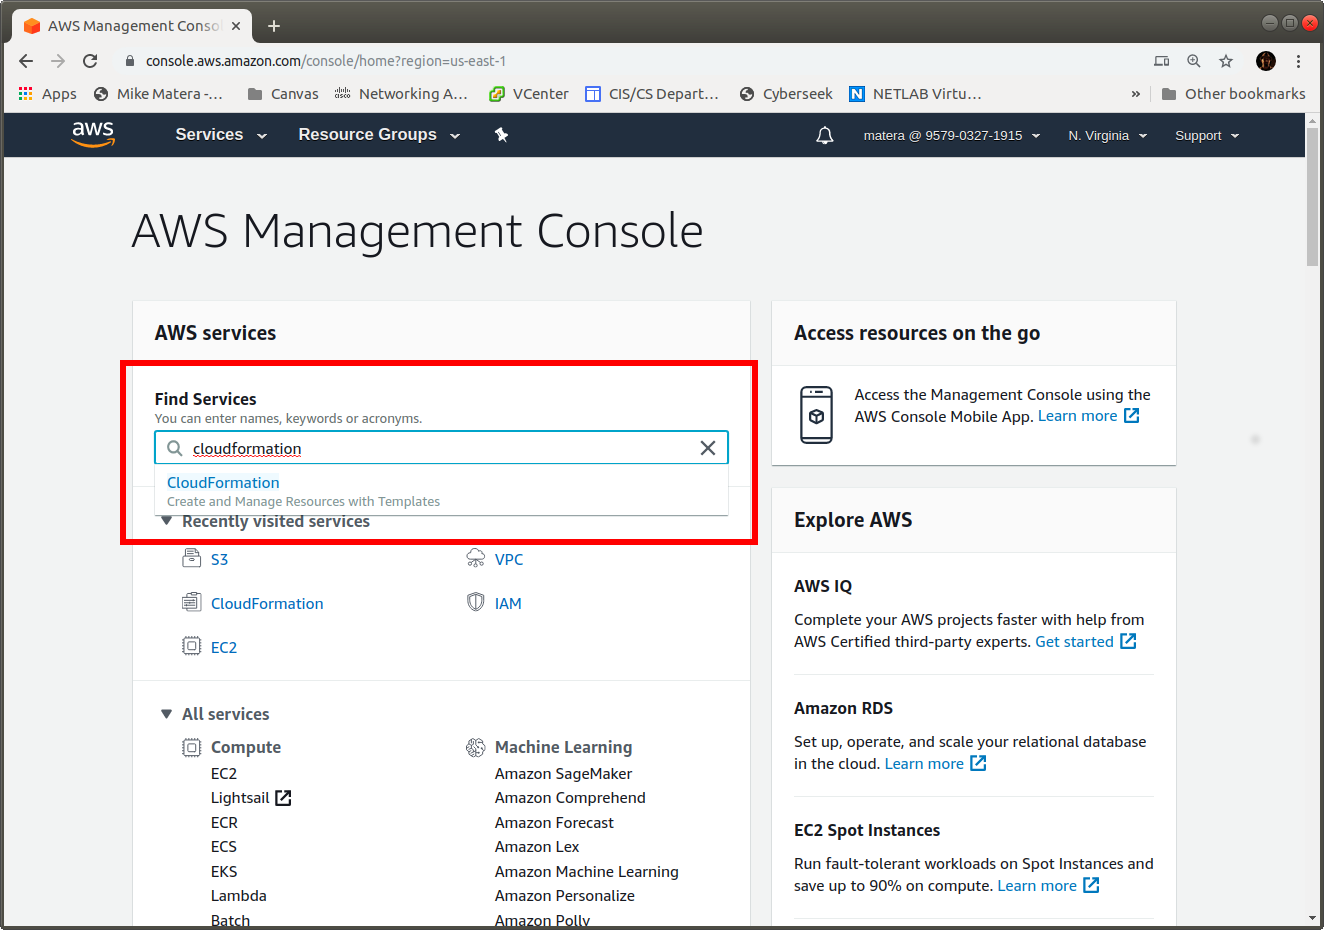 AWS Management Conso
console.aws.amazon.com/console/home?region=us-east-1
Apps
Mike Matera -...
Canvas
Networking A...
VCenter
CIS/CS Depart...
Cyberseek
NETLAB Virtu...
»
Other bookmarks
aws
Services
Resource Groups
matera @ 9579-0327-1915
N. Virginia
Support
AWS Management Console
AWS services
Find Services
You can enter names, keywords or acronyms.
cloudformation
CloudFormation
Create and Manage Resources with Templates
Recently visited services
S3
VPC
CloudFormation
IAM
EC2
All services
Compute
EC2
Lightsail
ECR
ECS
EKS
Lambda
Batch
Machine Learning
Amazon SageMaker
Amazon Comprehend
Amazon Forecast
Amazon Lex
Amazon Machine Learning
Amazon Personalize
Amazon Polly
Access resources on the go
Access the Management Console using the
AWS Console Mobile App. Learn more
Explore AWS
AWS IQ
Complete your AWS projects faster with help from
AWS Certified third-party experts. Get started
Amazon RDS
Set up, operate, and scale your relational database
in the cloud. Learn more
EC2 Spot Instances
Run fault-tolerant workloads on Spot Instances and
save up to 90% on compute. Learn more